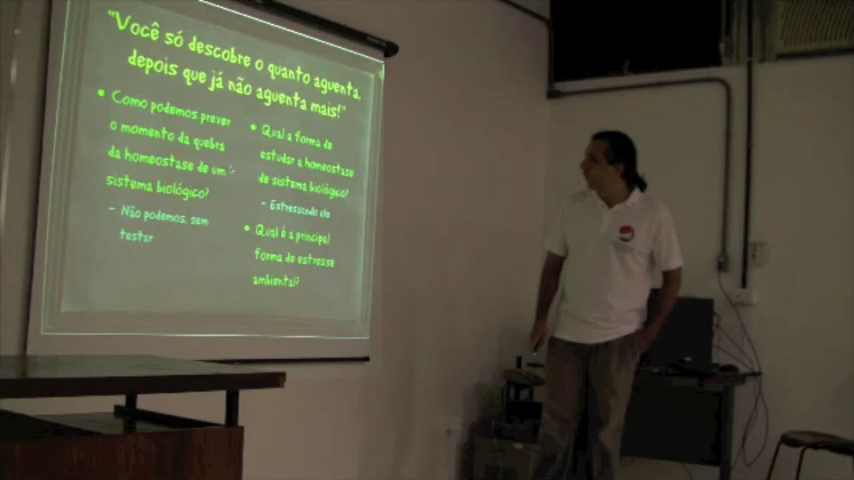 "Você só descobre o quanto aguenta,
depois que já não aguenta mais!"
• Como podemos prever
o momento da quebra
da homeostase de um
sistema biológico?
- Não podemos, sem
testar
• Qual a forma de
estudar a homeostase
de sistema biológico?
- Estressando ele
• Qual é a principal
forma de estresse
ambiental?